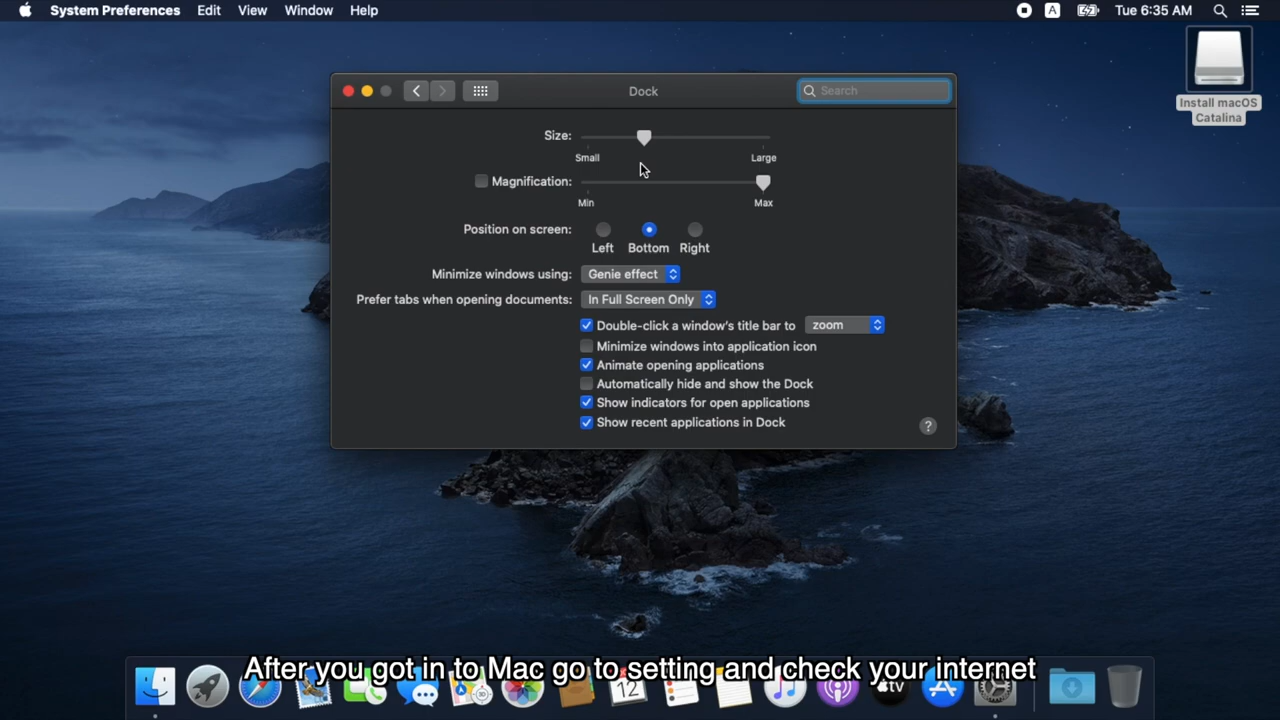 System Preferences Edit View Window Help A Tue 6:35 AM
Install macOS
Catalina
Dock
Search
Size:
Small Large
Magnification:
Min Max
Position on screen:
Left Bottom Right
Minimize windows using: Genie effect
Prefer tabs when opening documents: In Full Screen Only
Double-click a window's title bar to zoom
Minimize windows into application icon
Animate opening applications
Automatically hide and show the Dock
Show indicators for open applications
Show recent applications in Dock
?
After you got in to Mac go to setting and check your internet
12
tv